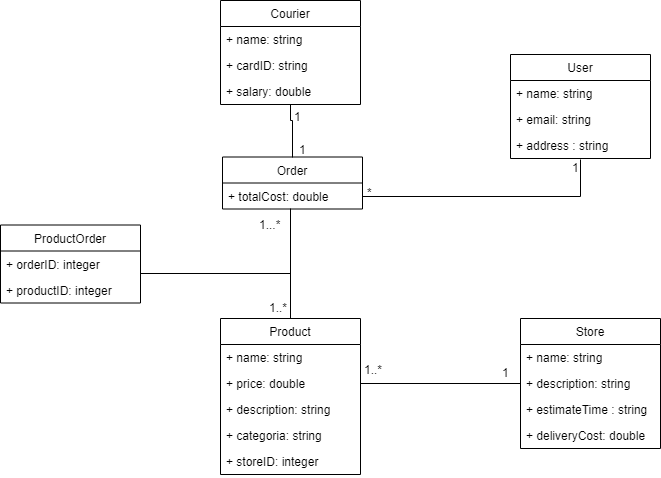 Courier
+ name: string
+ cardID: string
+ salary: double
1
1
User
+ name: string
+ email: string
+ address : string
1
*
Order
+ totalCost: double
1...*
ProductOrder
+ orderID: integer
+ productID: integer
1..*
Product
+ name: string
+ price: double
+ description: string
+ categoria: string
+ storeID: integer
1..*
1
Store
+ name: string
+ description: string
+ estimateTime : string
+ deliveryCost: double